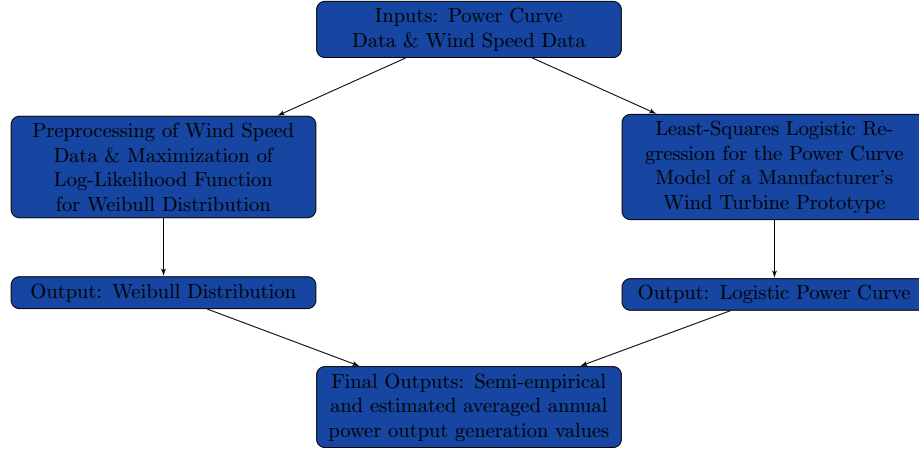 Inputs: Power Curve
Data & Wind Speed Data
Preprocessing of Wind Speed
Data & Maximization of
Log-Likelihood Function
for Weibull Distribution
Least-Squares Logistic Re-
gression for the Power Curve
Model of a Manufacturer's
Wind Turbine Prototype
Output: Weibull Distribution
Output: Logistic Power Curve
Final Outputs: Semi-empirical
and estimated averaged annual
power output generation values